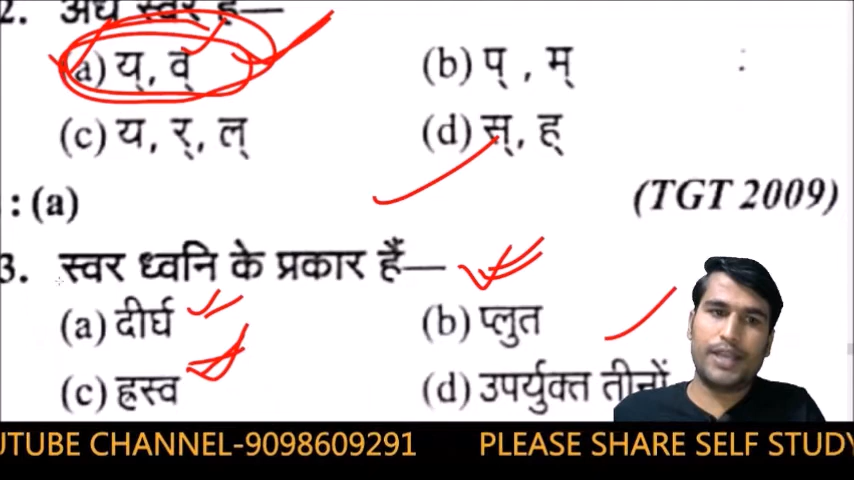 2. अर्ध स्वर है—
(a) य्, व् (b) प् , म्
(c) य, र्, ल् (d) स्, ह्
: (a) (TGT 2009)
3. स्वर ध्वनि के प्रकार हैं—
(a) दीर्घ (b) प्लुत
(c) ह्रस्व (d) उपर्युक्त तीनों
UTUBE CHANNEL-9098609291 PLEASE SHARE SELF STUDY